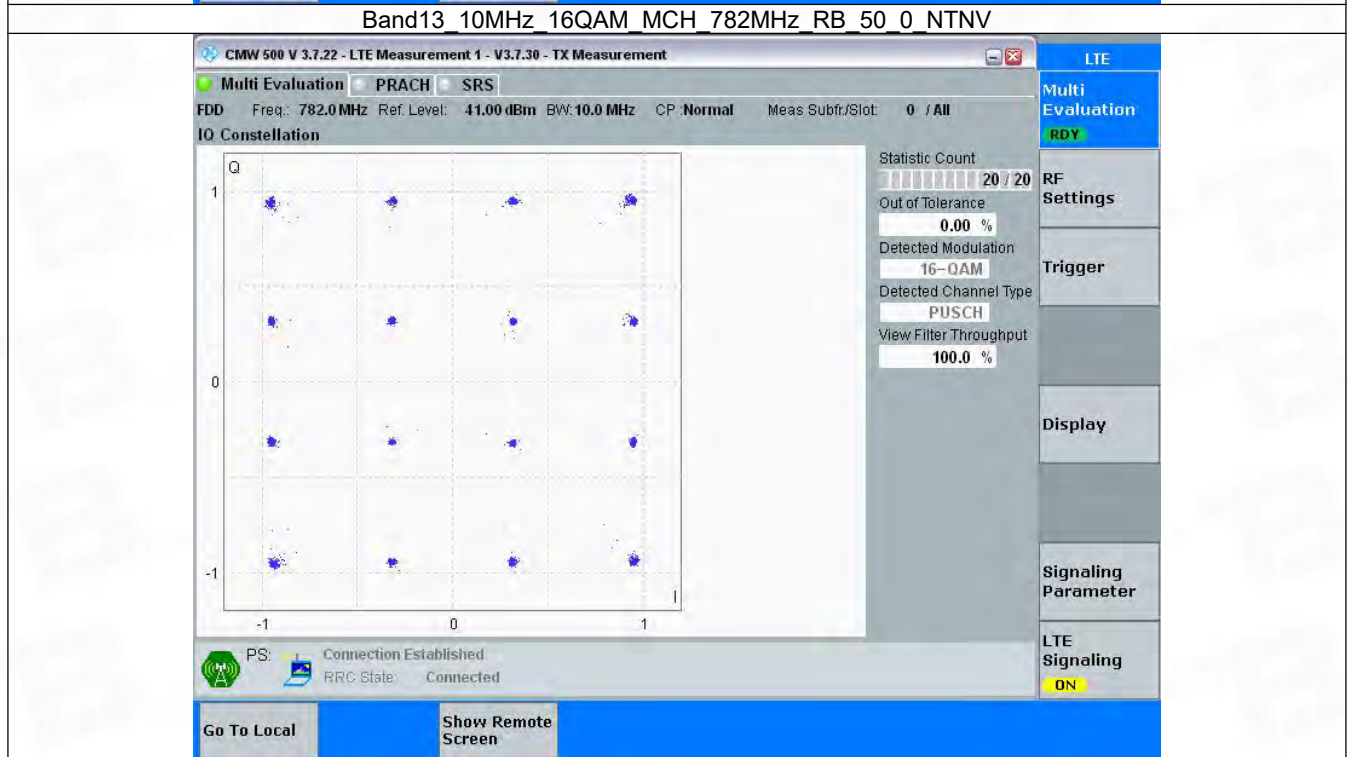 Band13_10MHz_16QAM_MCH_782MHz_RB_50_0_NTNV
CMW 500 V 3.7.22 - LTE Measurement 1 - V3.7.30 - TX Measurement
LTE
Multi Evaluation PRACH SRS
FDD Freq.: 782.0 MHz Ref. Level: 41.00 dBm BW: 10.0 MHz CP :Normal Meas Subfr./Slot: 0 / All
IQ Constellation
Q
1
0
-1
I
-1 0 1
Statistic Count
20 / 20
Out of Tolerance
0.00 %
Detected Modulation
16-QAM
Detected Channel Type
PUSCH
View Filter Throughput
100.0 %
Multi
Evaluation
RDY
RF
Settings
Trigger
Display
Signaling
Parameter
LTE
Signaling
ON
PS: Connection Established
RRC State: Connected
Go To Local
Show Remote
Screen